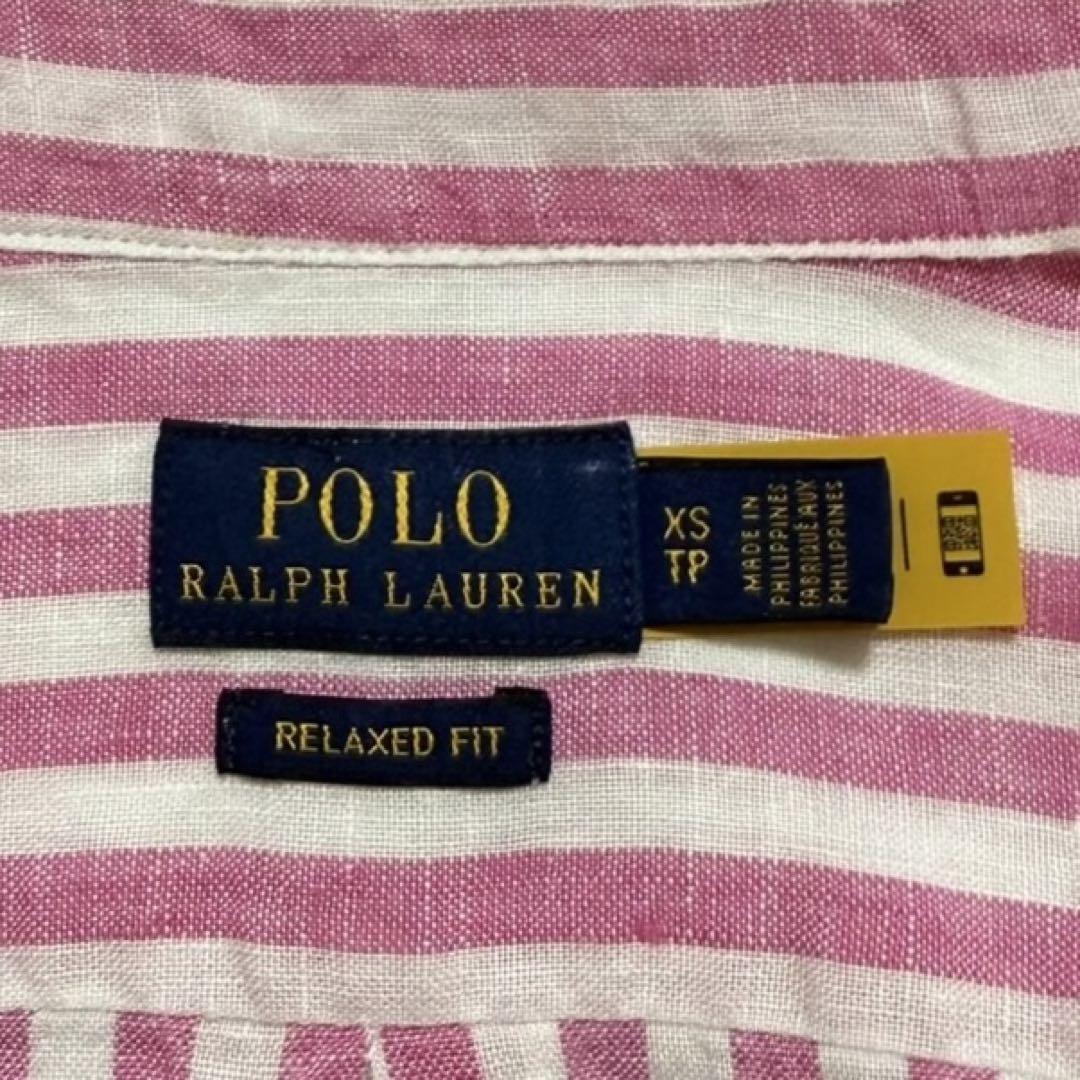 POLO
RALPH LAUREN
XS
TP
MADE IN
PHILIPPINES
FABRIQUÉ AUX
PHILIPPINES
RELAXED FIT